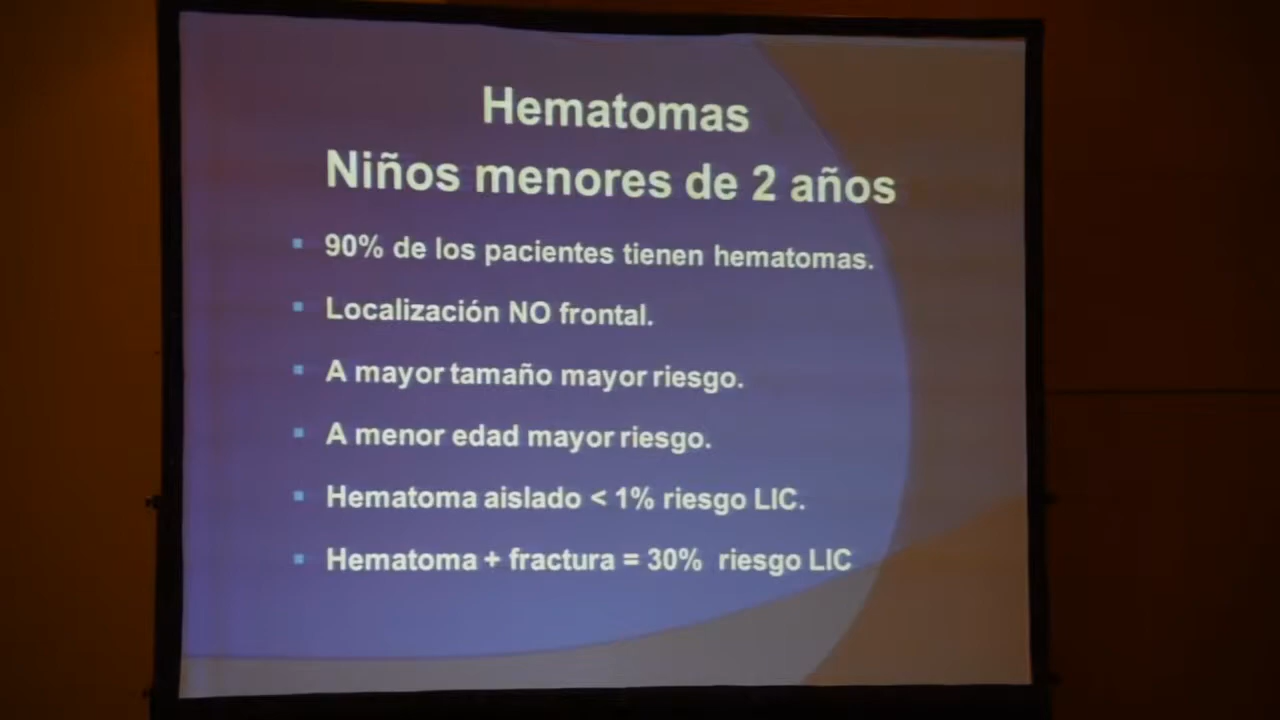 Hematomas
Niños menores de 2 años
90% de los pacientes tienen hematomas.
Localización NO frontal.
A mayor tamaño mayor riesgo.
A menor edad mayor riesgo.
Hematoma aislado < 1% riesgo LIC.
Hematoma + fractura = 30% riesgo LIC